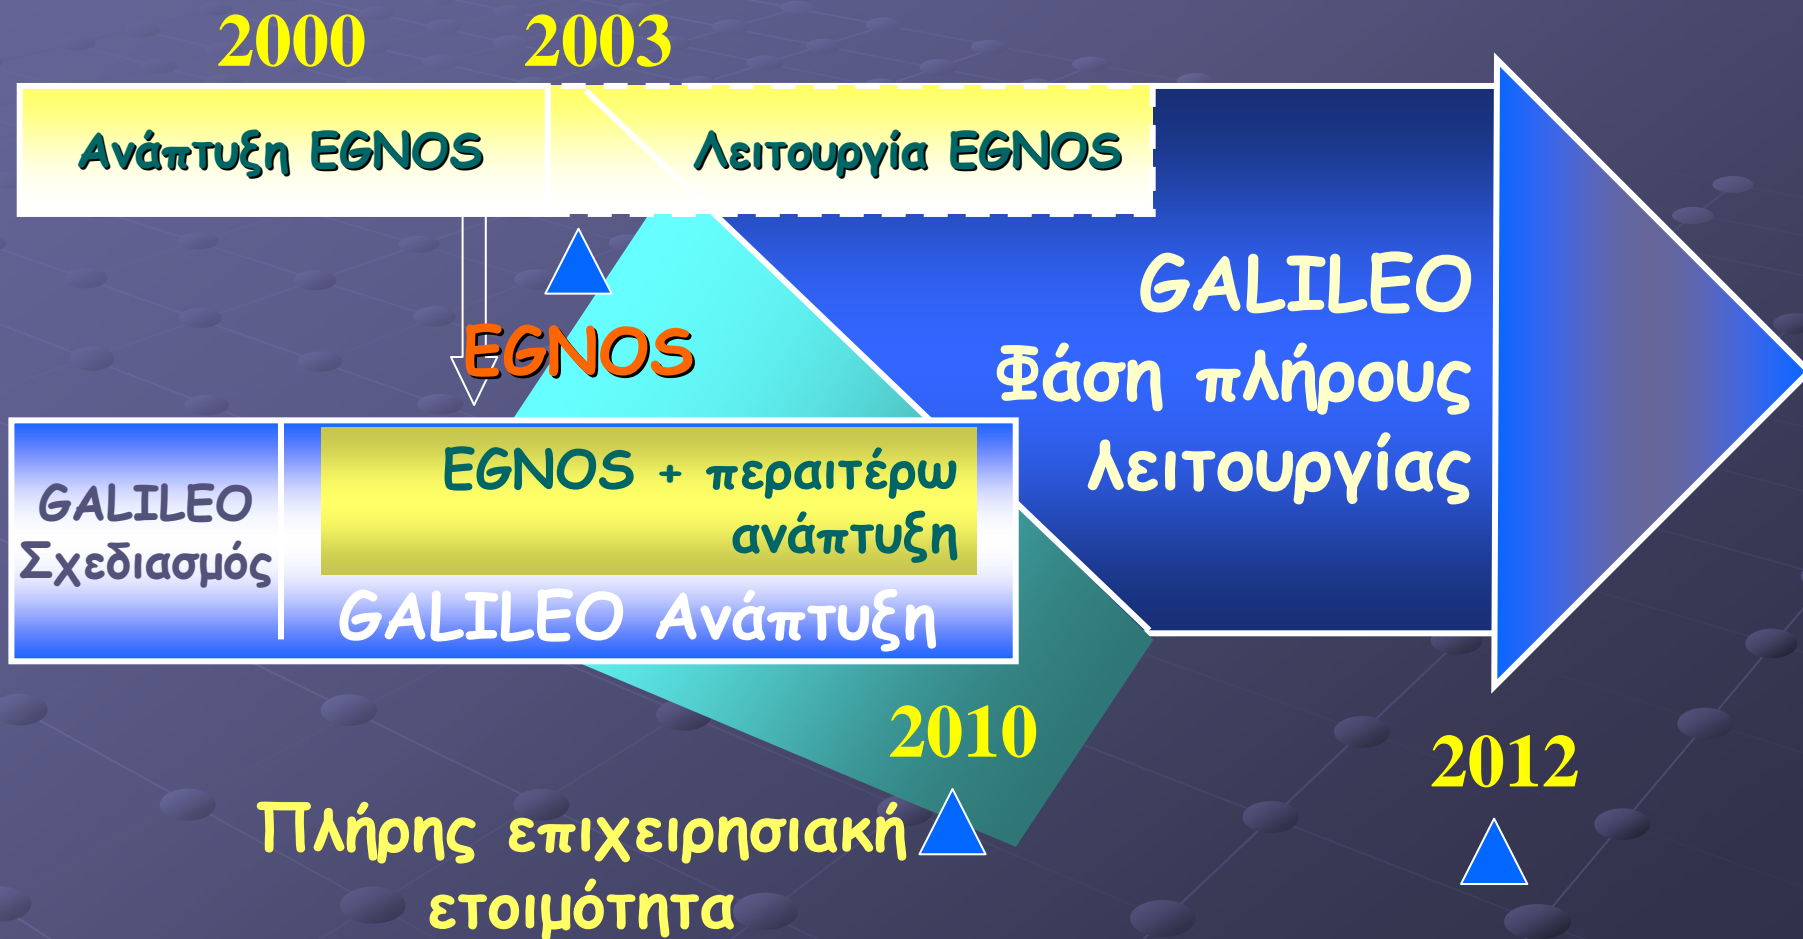 2000 2003
Ανάπτυξη EGNOS
Λειτουργία EGNOS
EGNOS
GALILEO
Φάση πλήρους
λειτουργίας
GALILEO
Σχεδιασμός
EGNOS + περαιτέρω
ανάπτυξη
GALILEO Ανάπτυξη
2010
2012
Πλήρης επιχειρησιακή
ετοιμότητα